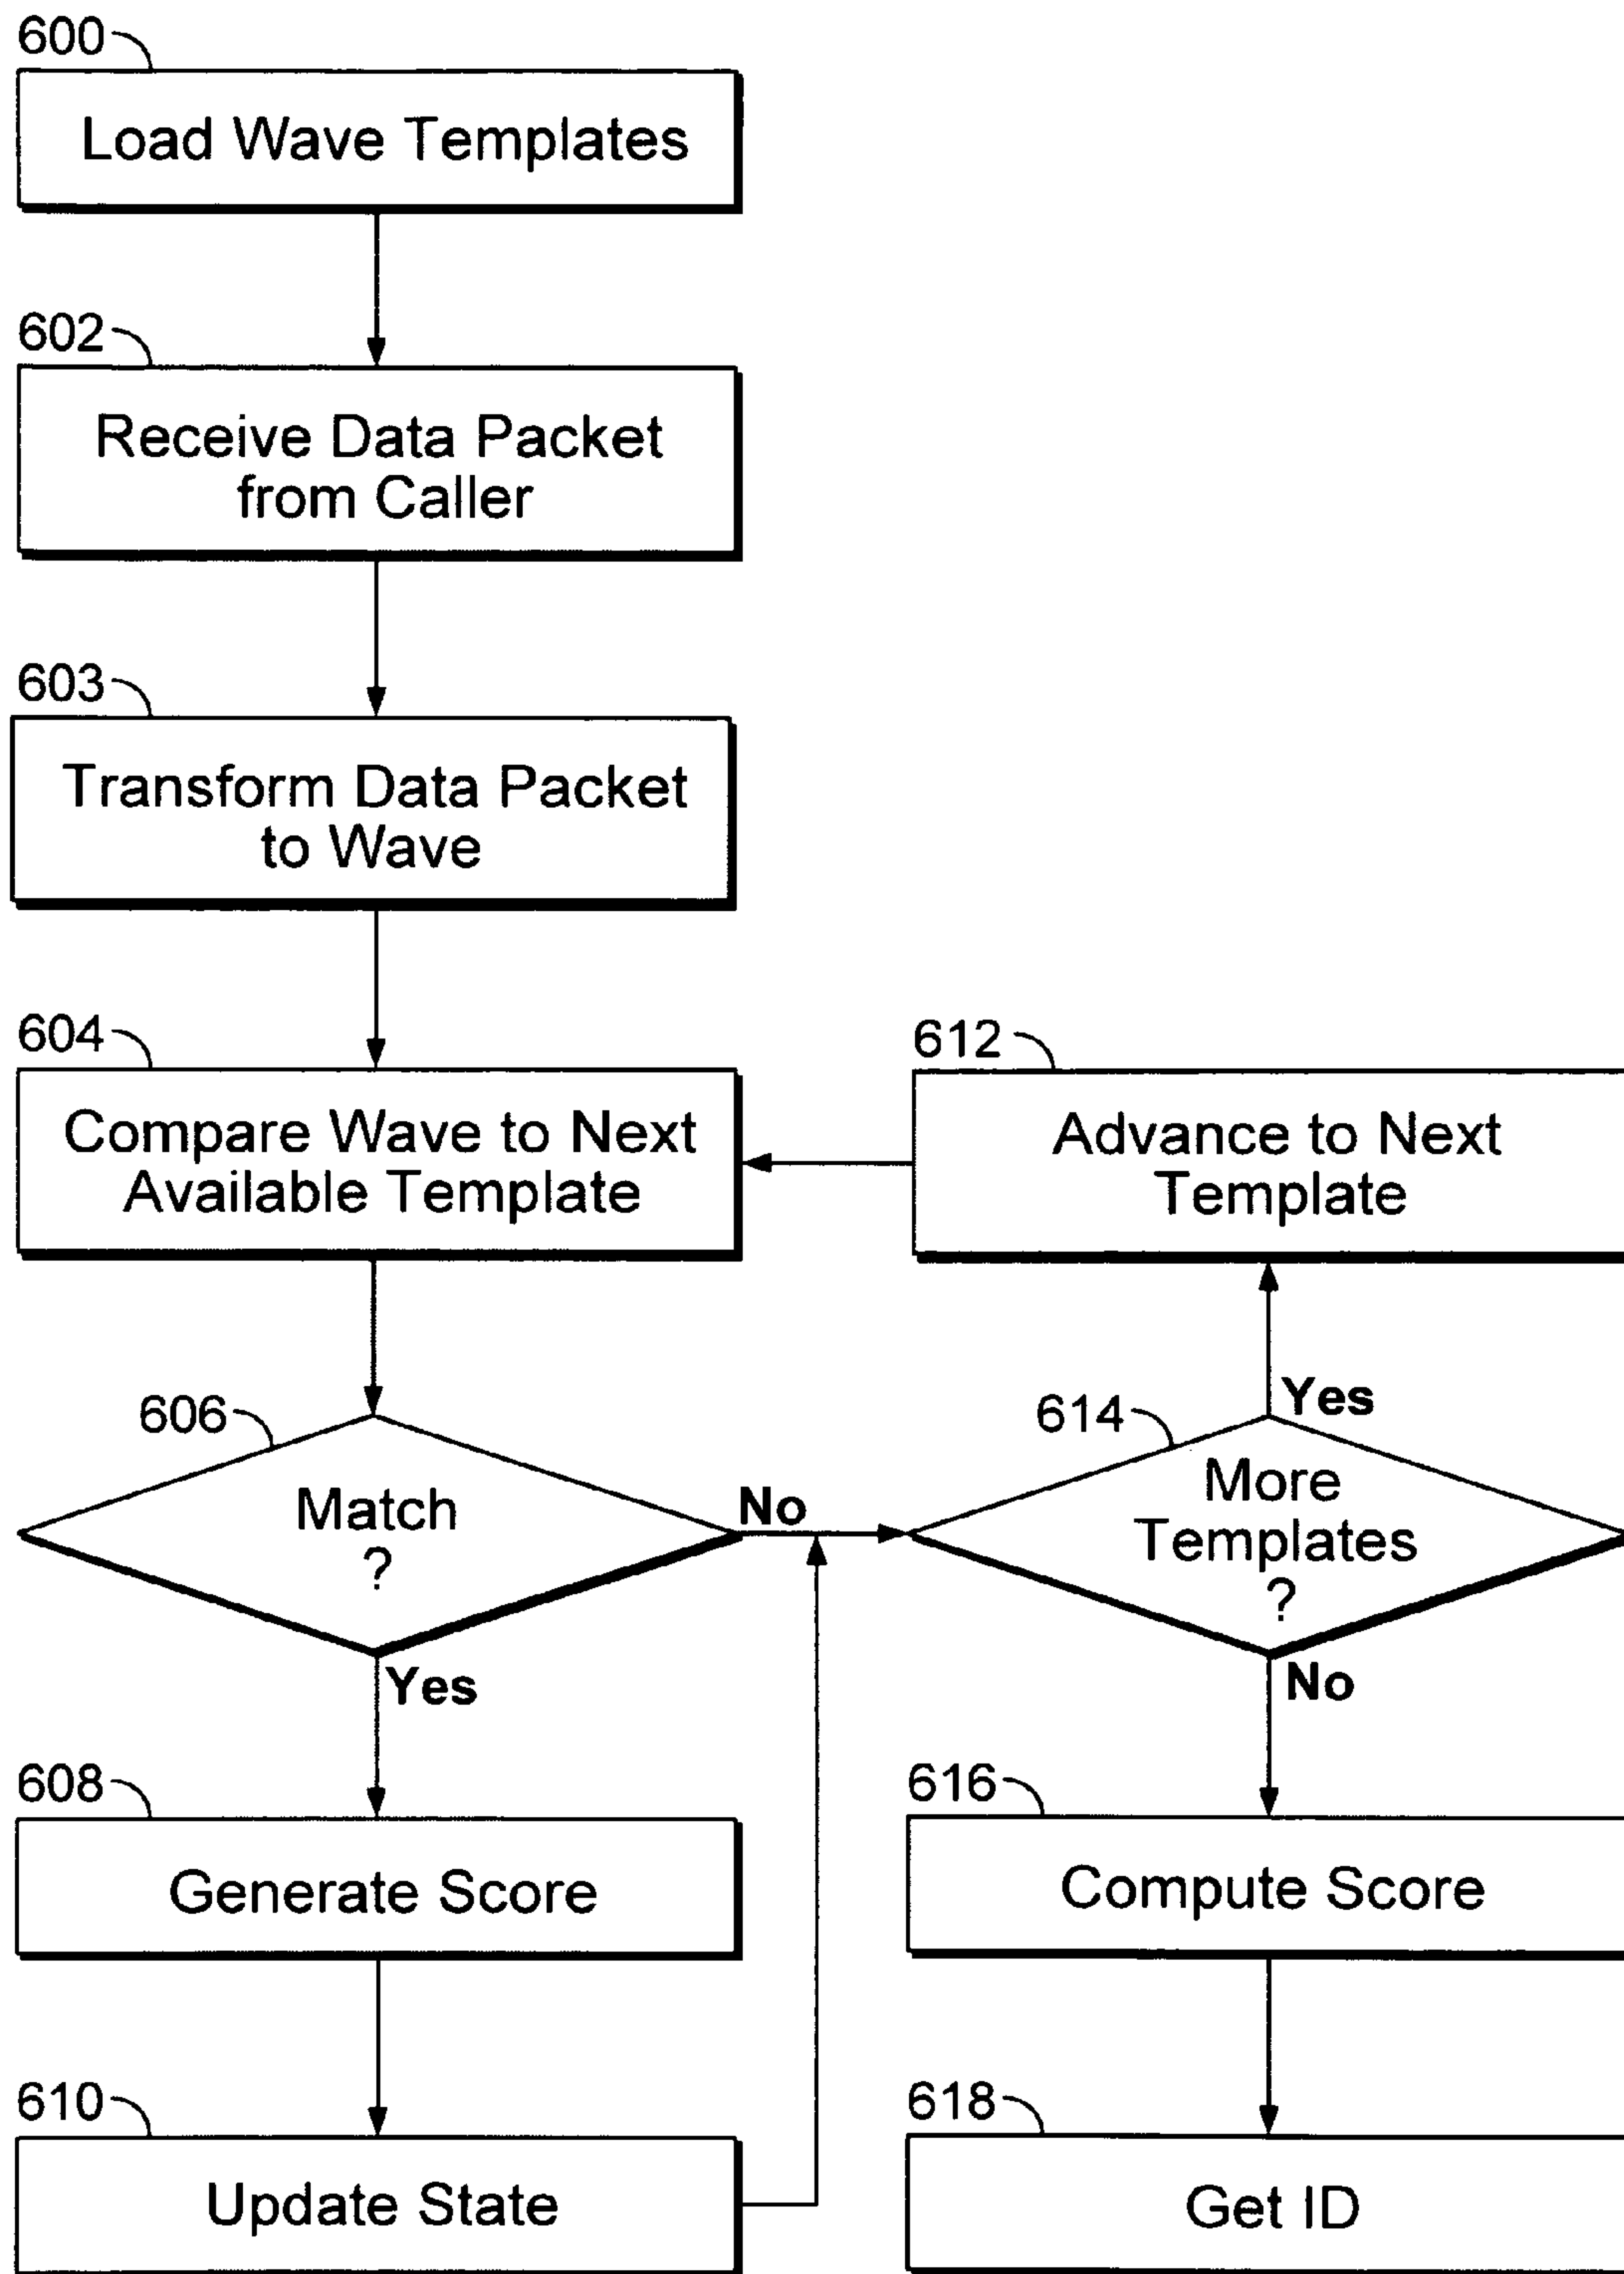 600
Load Wave Templates
602
Receive Data Packet
from Caller
603
Transform Data Packet
to Wave
604
Compare Wave to Next
Available Template
612
Advance to Next
Template
606
Match
?
No
Yes
614
More
Templates
?
Yes
No
608
Generate Score
616
Compute Score
610
Update State
618
Get ID